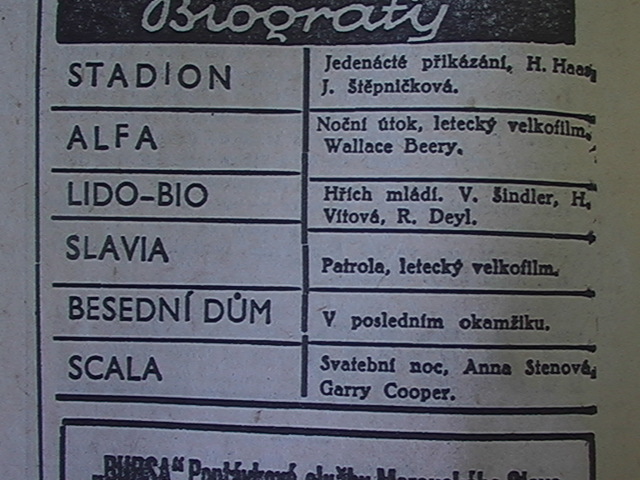 Biografy
STADION
Jedenácté přikázání, H. Haas,
J. Štěpničková.
ALFA
Noční útok, letecký velkofilm,
Wallace Beery.
LIDO-BIO
Hřích mládí. V. Šindler, H.
Vítová, R. Deyl.
SLAVIA
Patrola, letecký velkofilm.
BESEDNÍ DŮM
V posledním okamžiku.
SCALA
Svatební noc, Anna Stenová,
Garry Cooper.
„BURSA“